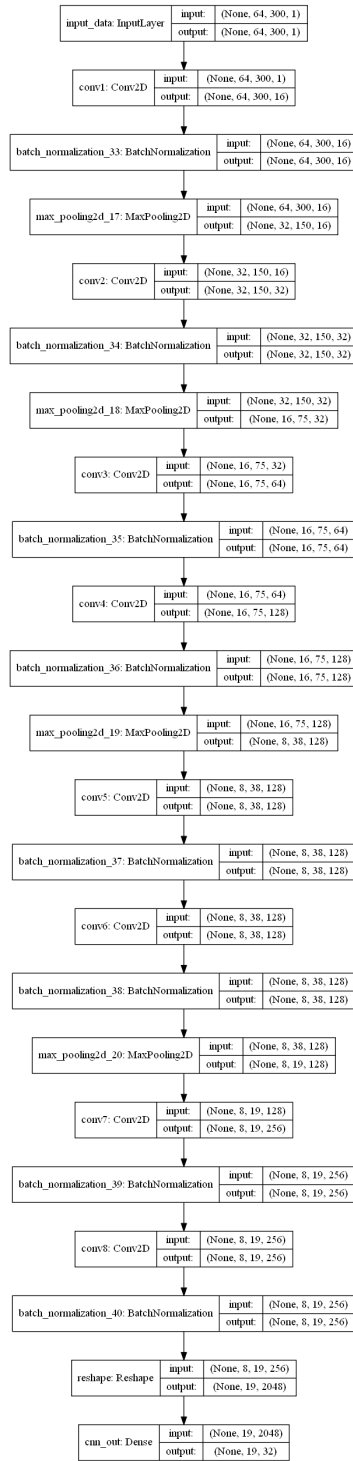 input_data: InputLayer input: (None, 64, 300, 1)
output: (None, 64, 300, 1)
conv1: Conv2D input: (None, 64, 300, 1)
output: (None, 64, 300, 16)
batch_normalization_33: BatchNormalization input: (None, 64, 300, 16)
output: (None, 64, 300, 16)
max_pooling2d_17: MaxPooling2D input: (None, 64, 300, 16)
output: (None, 32, 150, 16)
conv2: Conv2D input: (None, 32, 150, 16)
output: (None, 32, 150, 32)
batch_normalization_34: BatchNormalization input: (None, 32, 150, 32)
output: (None, 32, 150, 32)
max_pooling2d_18: MaxPooling2D input: (None, 32, 150, 32)
output: (None, 16, 75, 32)
conv3: Conv2D input: (None, 16, 75, 32)
output: (None, 16, 75, 64)
batch_normalization_35: BatchNormalization input: (None, 16, 75, 64)
output: (None, 16, 75, 64)
conv4: Conv2D input: (None, 16, 75, 64)
output: (None, 16, 75, 128)
batch_normalization_36: BatchNormalization input: (None, 16, 75, 128)
output: (None, 16, 75, 128)
max_pooling2d_19: MaxPooling2D input: (None, 16, 75, 128)
output: (None, 8, 38, 128)
conv5: Conv2D input: (None, 8, 38, 128)
output: (None, 8, 38, 128)
batch_normalization_37: BatchNormalization input: (None, 8, 38, 128)
output: (None, 8, 38, 128)
conv6: Conv2D input: (None, 8, 38, 128)
output: (None, 8, 38, 128)
batch_normalization_38: BatchNormalization input: (None, 8, 38, 128)
output: (None, 8, 38, 128)
max_pooling2d_20: MaxPooling2D input: (None, 8, 38, 128)
output: (None, 8, 19, 128)
conv7: Conv2D input: (None, 8, 19, 128)
output: (None, 8, 19, 256)
batch_normalization_39: BatchNormalization input: (None, 8, 19, 256)
output: (None, 8, 19, 256)
conv8: Conv2D input: (None, 8, 19, 256)
output: (None, 8, 19, 256)
batch_normalization_40: BatchNormalization input: (None, 8, 19, 256)
output: (None, 8, 19, 256)
reshape: Reshape input: (None, 8, 19, 256)
output: (None, 19, 2048)
cnn_out: Dense input: (None, 19, 2048)
output: (None, 19, 32)